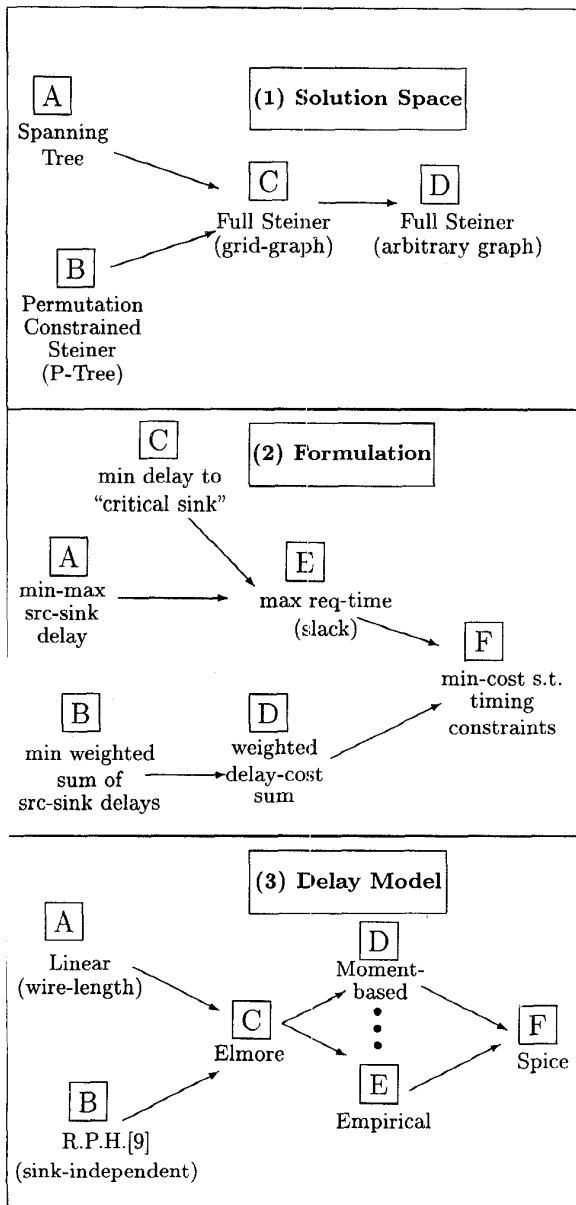 (1) Solution Space
A
Spanning
Tree
C
Full Steiner
(grid-graph)
D
Full Steiner
(arbitrary graph)
B
Permutation
Constrained
Steiner
(P-Tree)
(2) Formulation
C
min delay to
“critical sink”
A
min-max
src-sink
delay
E
max req-time
(slack)
F
min-cost s.t.
timing
constraints
B
min weighted
sum of
src-sink delays
D
weighted
delay-cost
sum
(3) Delay Model
A
Linear
(wire-length)
D
Moment-
based
C
Elmore
F
Spice
E
Empirical
B
R.P.H.[9]
(sink-independent)